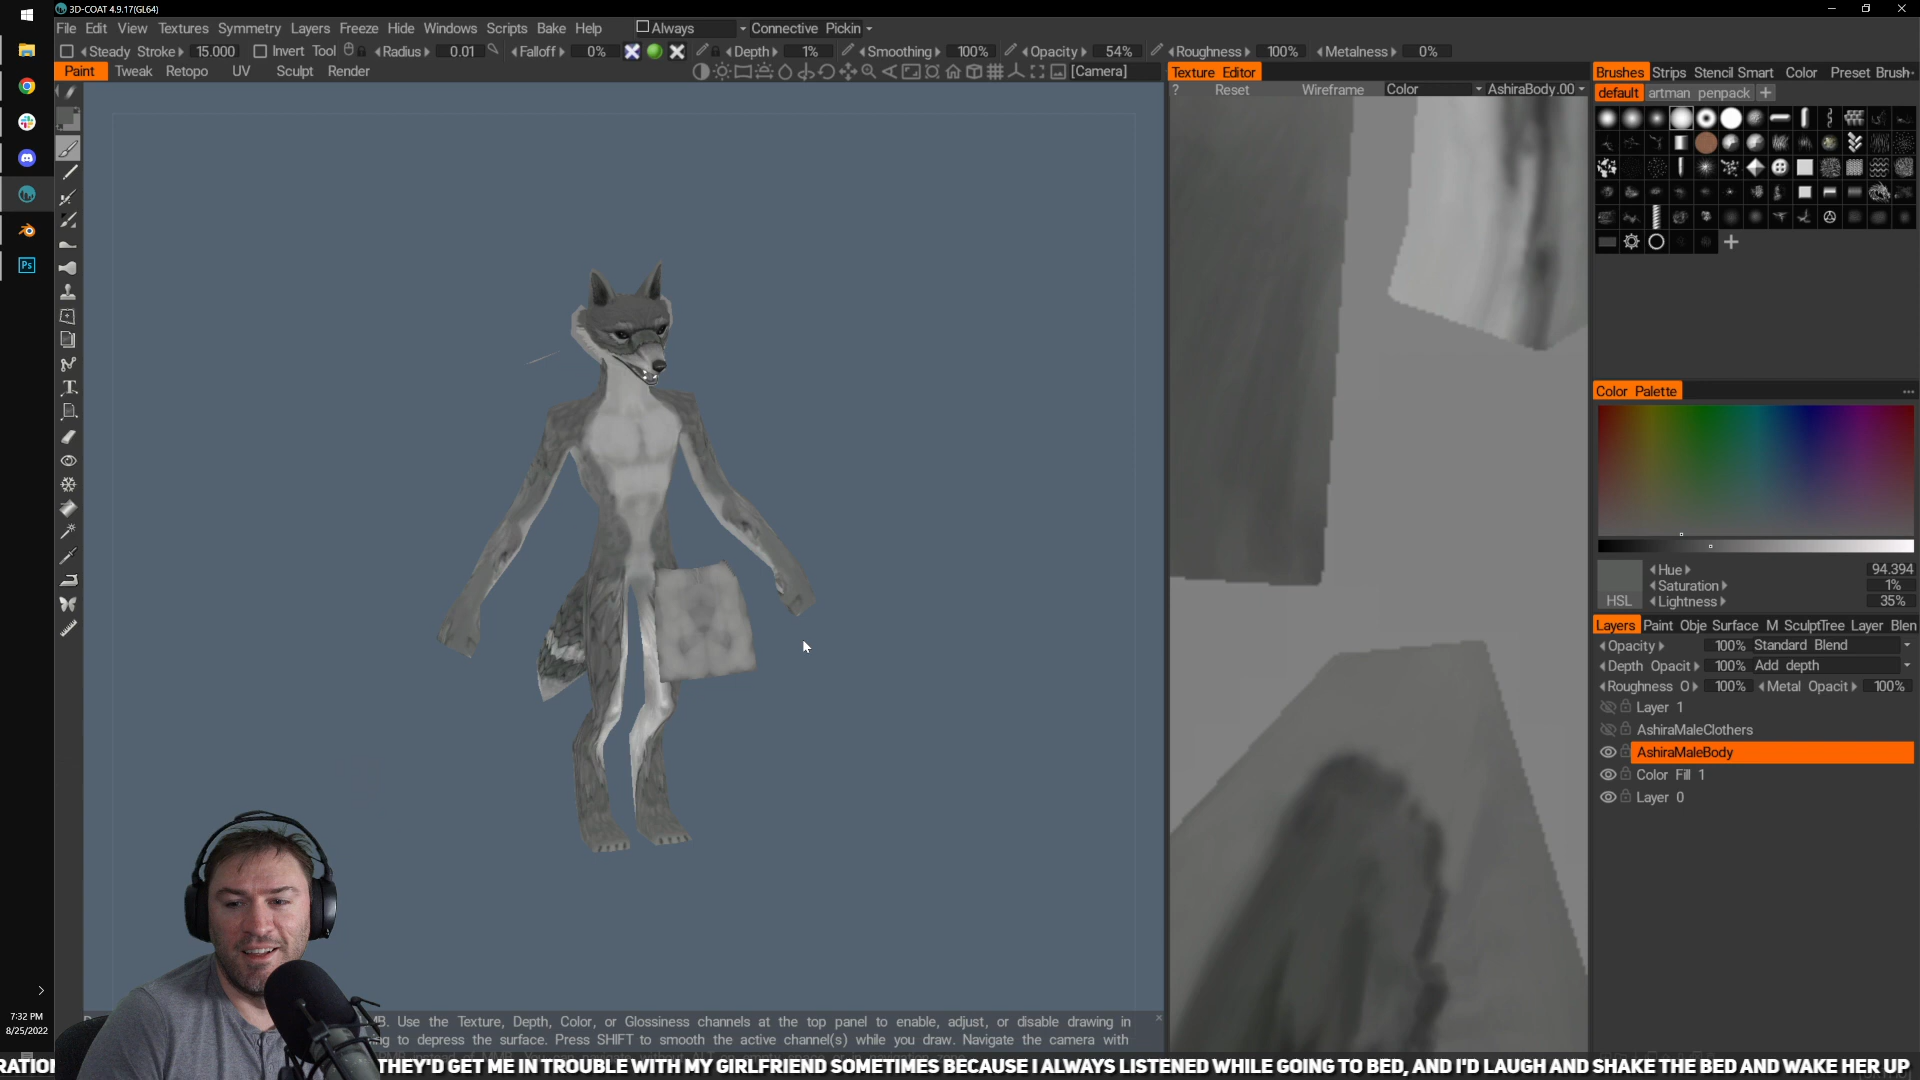 3D-COAT 4.9.17(GL64)
File Edit View Textures Symmetry Layers Freeze Hide Windows Scripts Bake Help Always Connective Pickin
Steady Stroke 15.000 Invert Tool Radius 0.01 Falloff 0% Depth 1% Smoothing 100% Opacity 54% Roughness 100% Metalness 0%
Paint Tweak Retopo UV Sculpt Render [Camera]
Texture Editor
? Reset Wireframe Color AshiraBody.00
Brushes Strips Stencil Smart Color Preset Brush
default artman penpack
Color Palette
Hue 94.394
Saturation 1%
HSL Lightness 35%
Layers Paint Obje Surface M SculptTree Layer Blen
Opacity 100% Standard Blend
Depth Opacit 100% Add depth
Roughness O 100% Metal Opacit 100%
Layer 1
AshiraMaleClothers
AshiraMaleBody
Color Fill 1
Layer 0
Ps
7:32 PM
8/25/2022
MB. Use the Texture, Depth, Color, or Glossiness channels at the top panel to enable, adjust, or disable drawing in
to depress the surface. Press SHIFT to smooth the active channel(s) while you draw. Navigate the camera with
RATION THEY'D GET ME IN TROUBLE WITH MY GIRLFRIEND SOMETIMES BECAUSE I ALWAYS LISTENED WHILE GOING TO BED, AND I'D LAUGH AND SHAKE THE BED AND WAKE HER UP